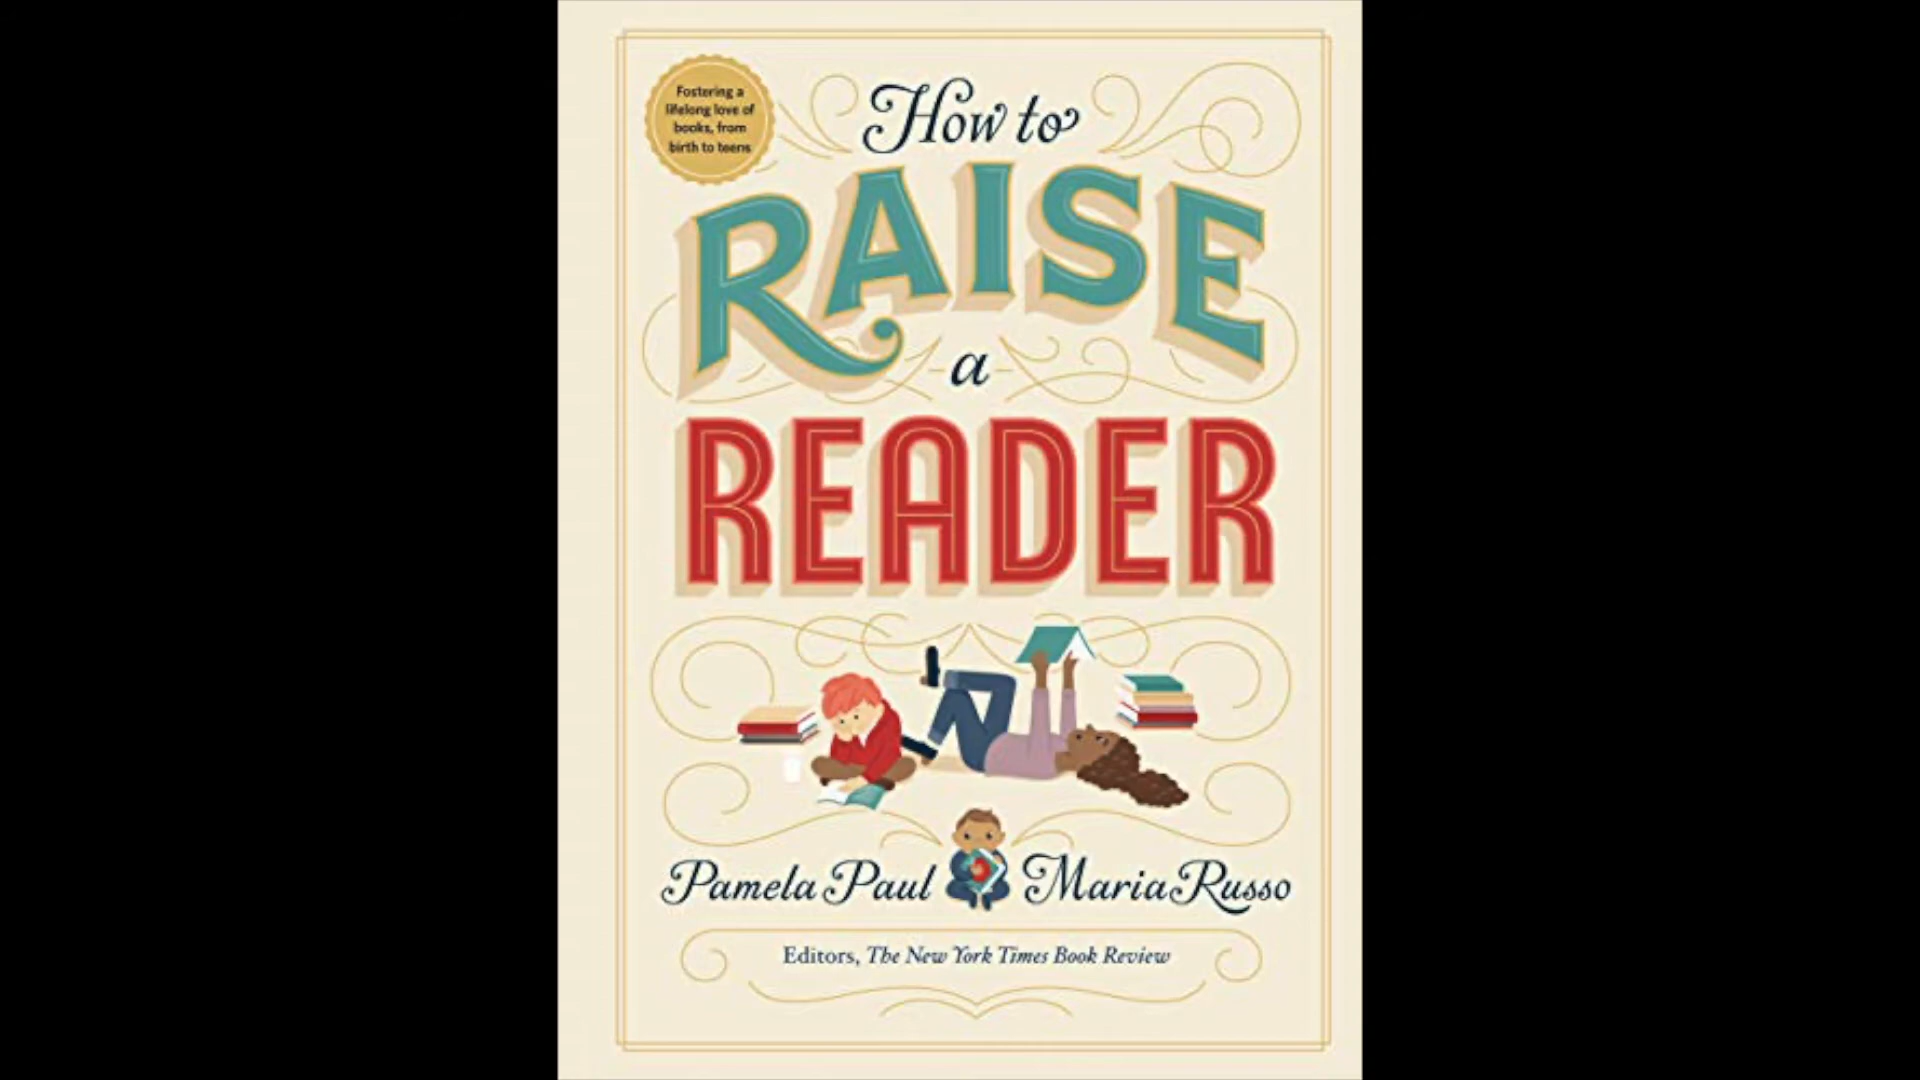 Fostering a
lifelong love of
books, from
birth to teens
How to
RAISE
a
READER
Pamela Paul Maria Russo
Editors, The New York Times Book Review